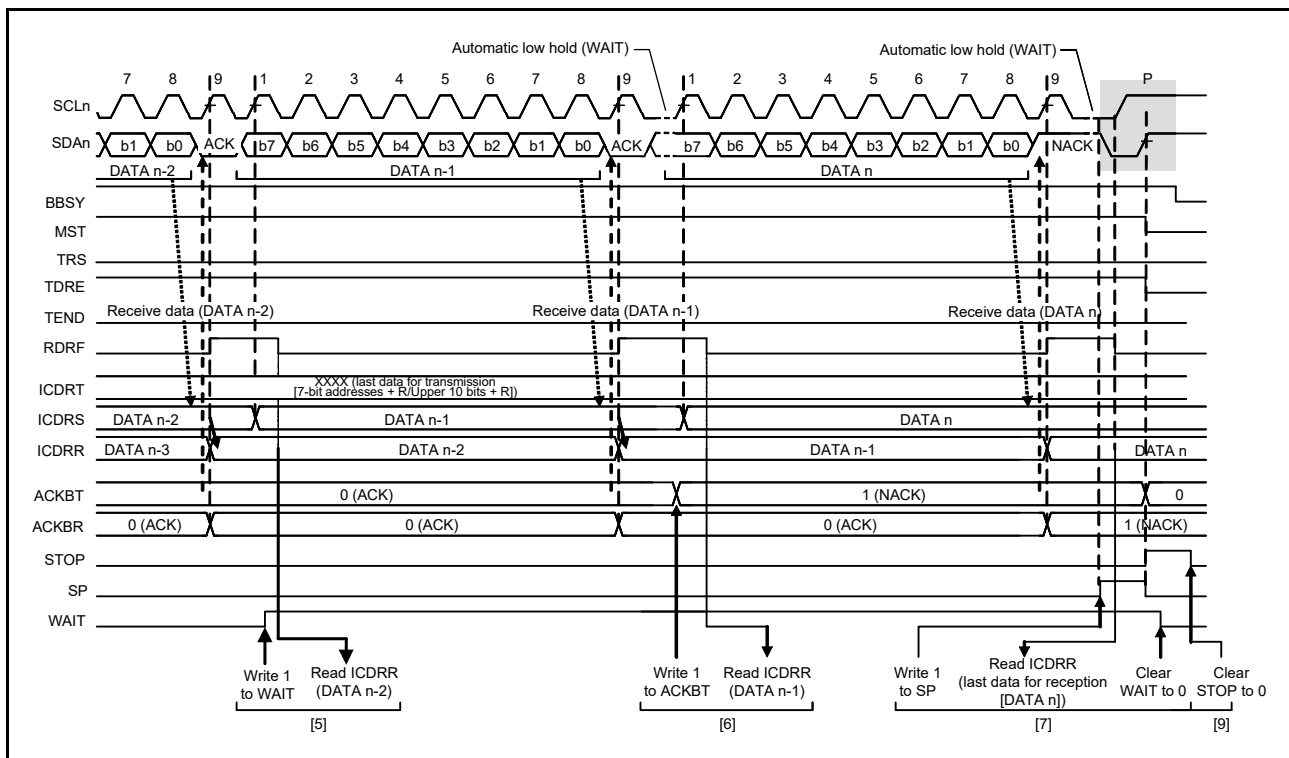 Automatic low hold (WAIT)
Automatic low hold (WAIT)
7 8 9 1 2 3 4 5 6 7 8 9 1 2 3 4 5 6 7 8 9 P
SCLn
SDAn b1 b0 ACK b7 b6 b5 b4 b3 b2 b1 b0 ACK b7 b6 b5 b4 b3 b2 b1 b0 NACK
DATA n-2 DATA n-1 DATA n
BBSY
MST
TRS
TDRE
Receive data (DATA n-2) Receive data (DATA n-1) Receive data (DATA n)
TEND
RDRF
ICDRT XXXX (last data for transmission
[7-bit addresses + R/Upper 10 bits + R])
ICDRS DATA n-2 DATA n-1 DATA n
ICDRR DATA n-3 DATA n-2 DATA n-1 DATA n
ACKBT 0 (ACK) 1 (NACK) 0
ACKBR 0 (ACK) 0 (ACK) 0 (ACK) 1 (NACK)
STOP
SP
WAIT
Write 1
to WAIT
Read ICDRR
(DATA n-2)
[5]
Write 1
to ACKBT
Read ICDRR
(DATA n-1)
[6]
Write 1
to SP
Read ICDRR
(last data for reception
[DATA n])
Clear
WAIT to 0
[7]
Clear
STOP to 0
[9]